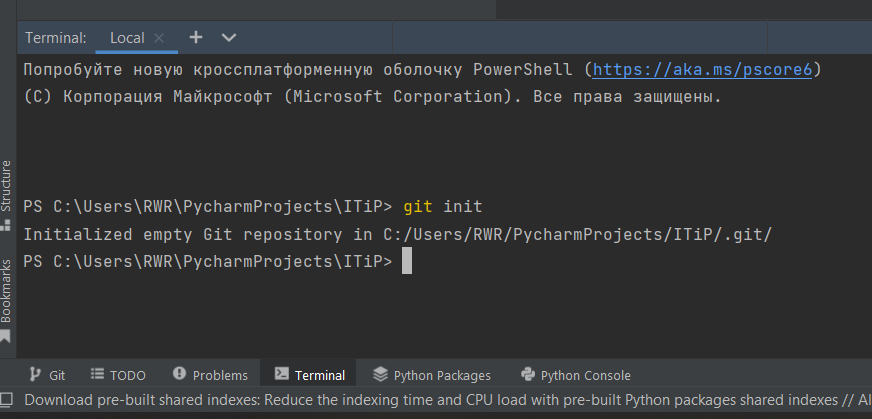 Terminal: Local
Попробуйте новую кроссплатформенную оболочку PowerShell (https://aka.ms/pscore6)
(С) Корпорация Майкрософт (Microsoft Corporation). Все права защищены.
PS C:\Users\RWR\PycharmProjects\ITiP> git init
Initialized empty Git repository in C:/Users/RWR/PycharmProjects/ITiP/.git/
PS C:\Users\RWR\PycharmProjects\ITiP>
Structure
Bookmarks
Git TODO Problems Terminal Python Packages Python Console
Download pre-built shared indexes: Reduce the indexing time and CPU load with pre-built Python packages shared indexes // Al